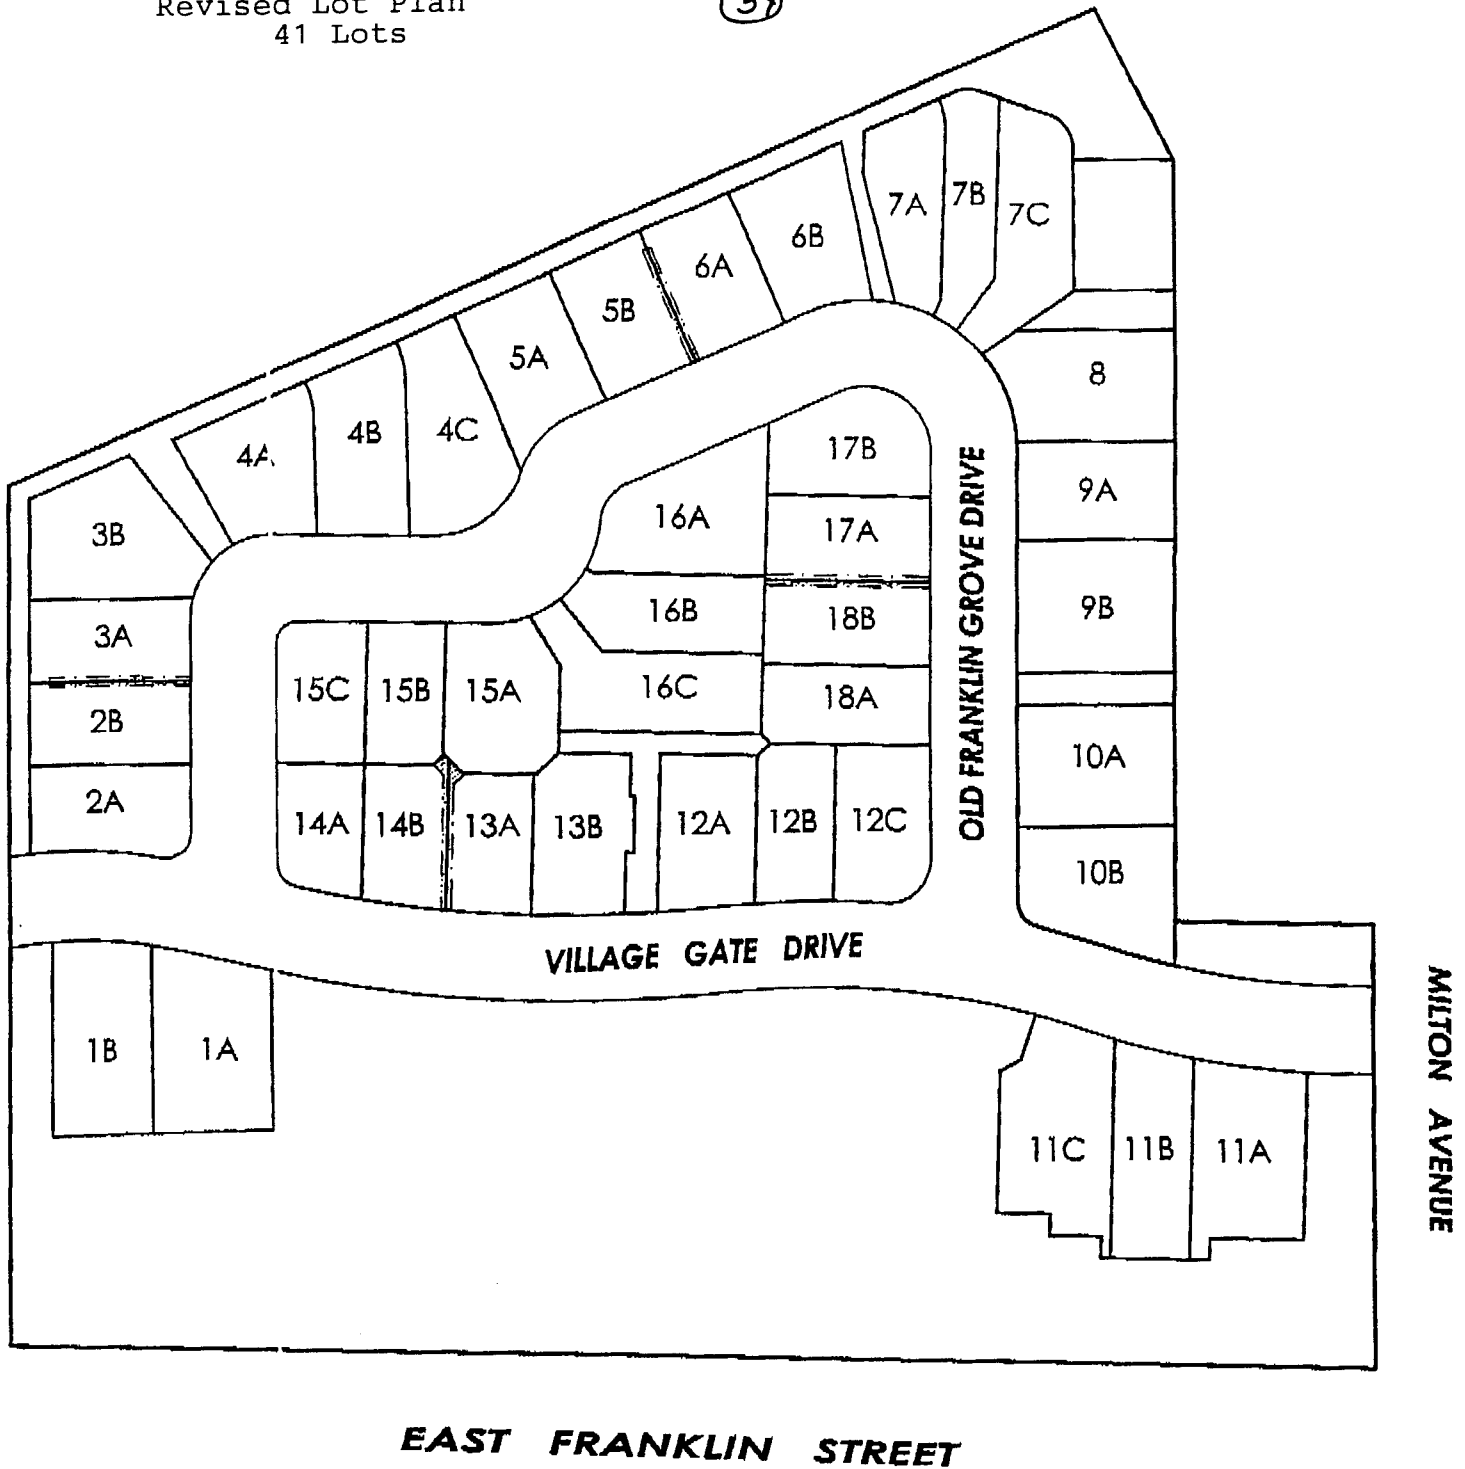 Revised Lot Plan
41 Lots
7A
7B
7C
6B
6A
5B
5A
4C
4B
4A
8
17B
9A
16A
17A
3B
16B
18B
9B
3A
15C
15B
15A
16C
18A
2B
10A
2A
14A
14B
13A
13B
12A
12B
12C
10B
OLD FRANKLIN GROVE DRIVE
VILLAGE GATE DRIVE
1B
1A
11C
11B
11A
MILTON AVENUE
EAST FRANKLIN STREET